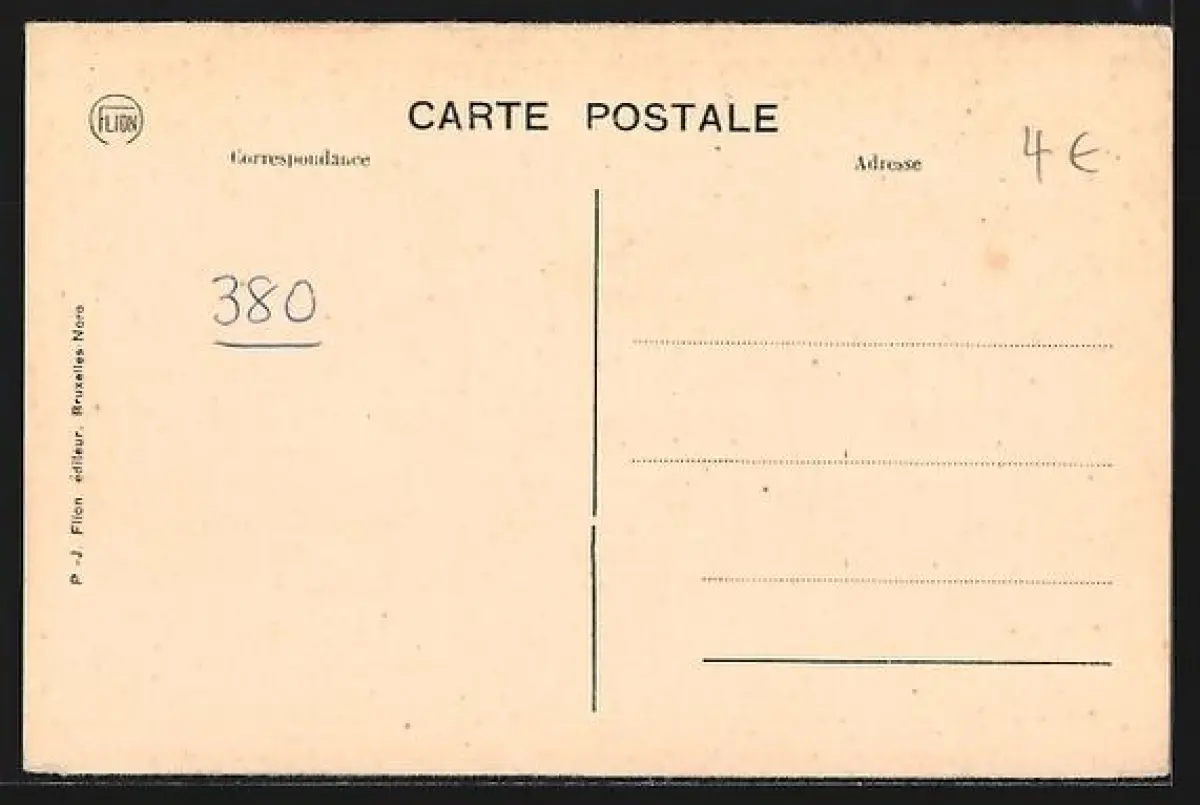 FLION
CARTE POSTALE
Correspondance
Adresse
4 €
380
P.-J. Flion, éditeur, Bruxelles-Nord